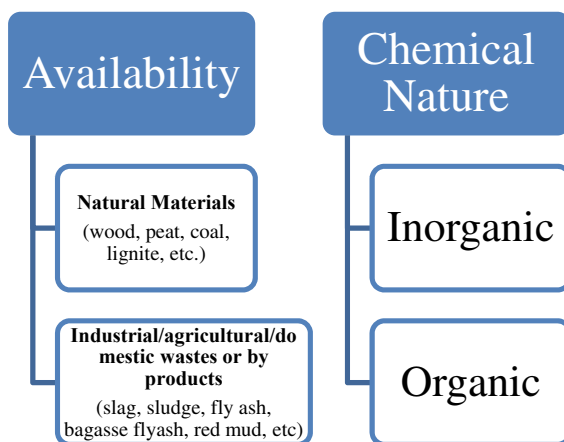 Availability
Natural Materials
(wood, peat, coal,
lignite, etc.)
Industrial/agricultural/do
mestic wastes or by
products
(slag, sludge, fly ash,
bagasse flyash, red mud, etc)
Chemical
Nature
Inorganic
Organic